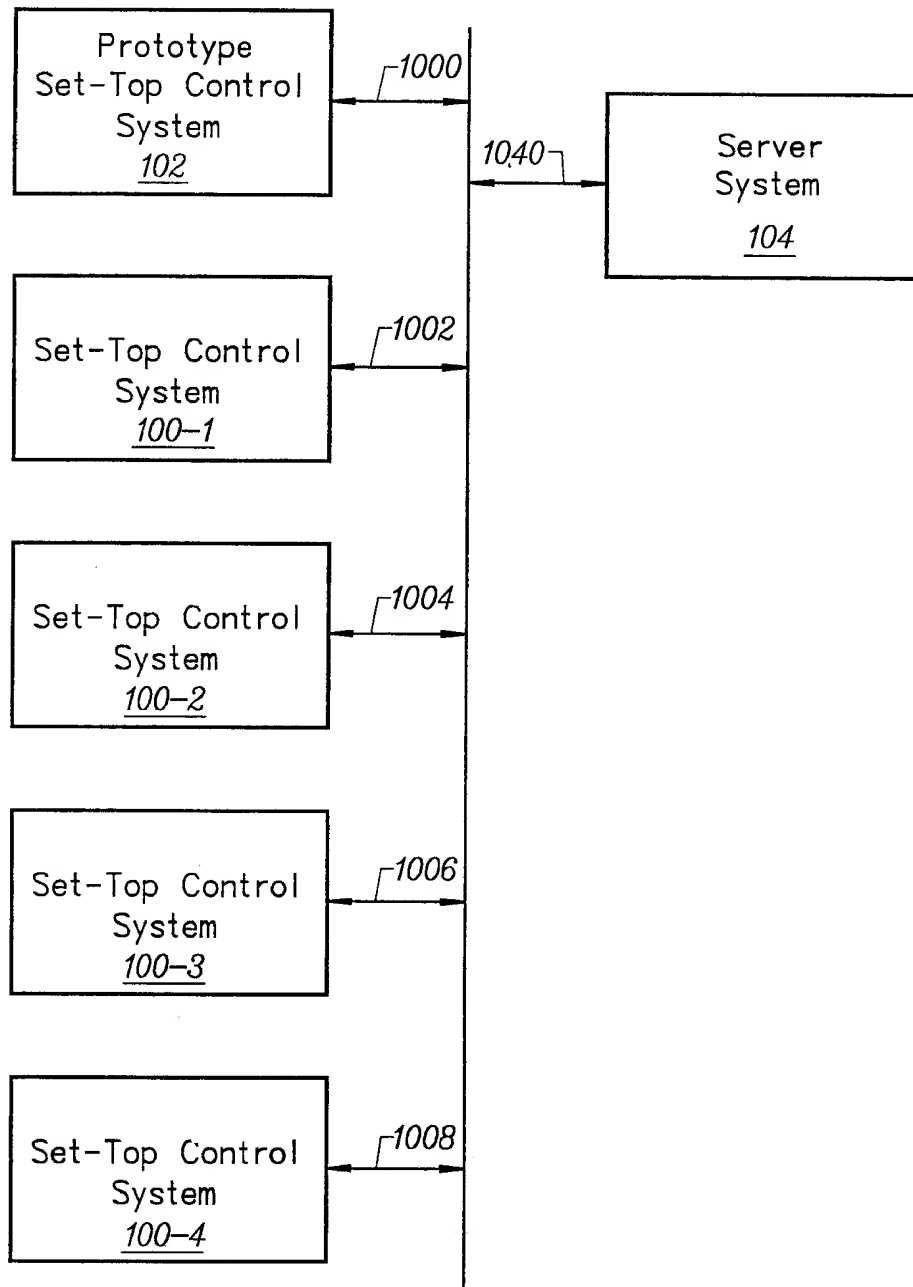 Prototype
Set-Top Control
System
102
1000
1040
Server
System
104
1002
Set-Top Control
System
100-1
1004
Set-Top Control
System
100-2
1006
Set-Top Control
System
100-3
1008
Set-Top Control
System
100-4